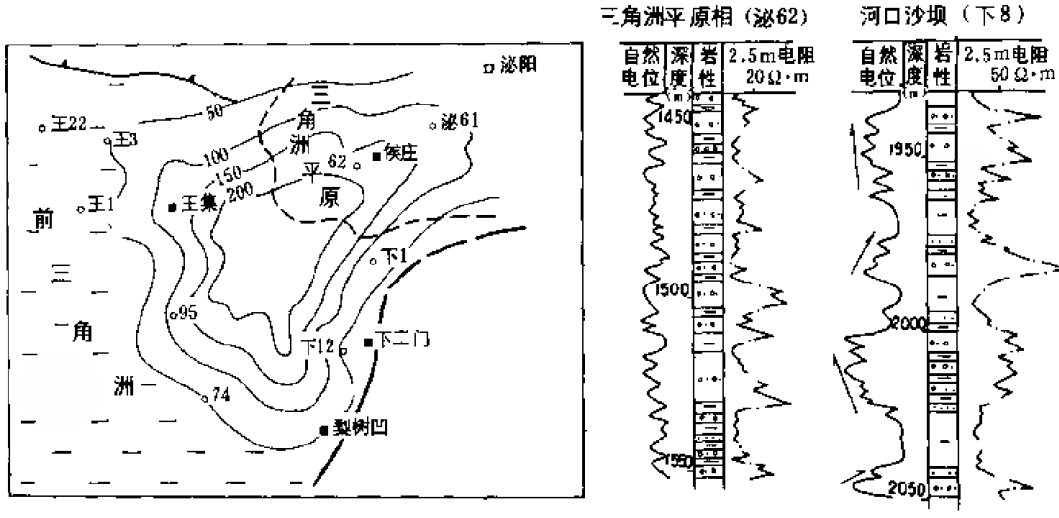 三角洲平原相（泌62）
河口沙坝（下8）
自然电位
深度(m)
岩性
2.5m电阻
20Ω·m
1450
1500
1550
自然电位
深度(m)
岩性
2.5m电阻
50Ω·m
1950
2000
2050
泌阳
50
三角洲平原
王22
王3
泌61
100
150
200
62
侯庄
王1
王集
前三角洲
下1
95
下12
下二门
74
梨树凹